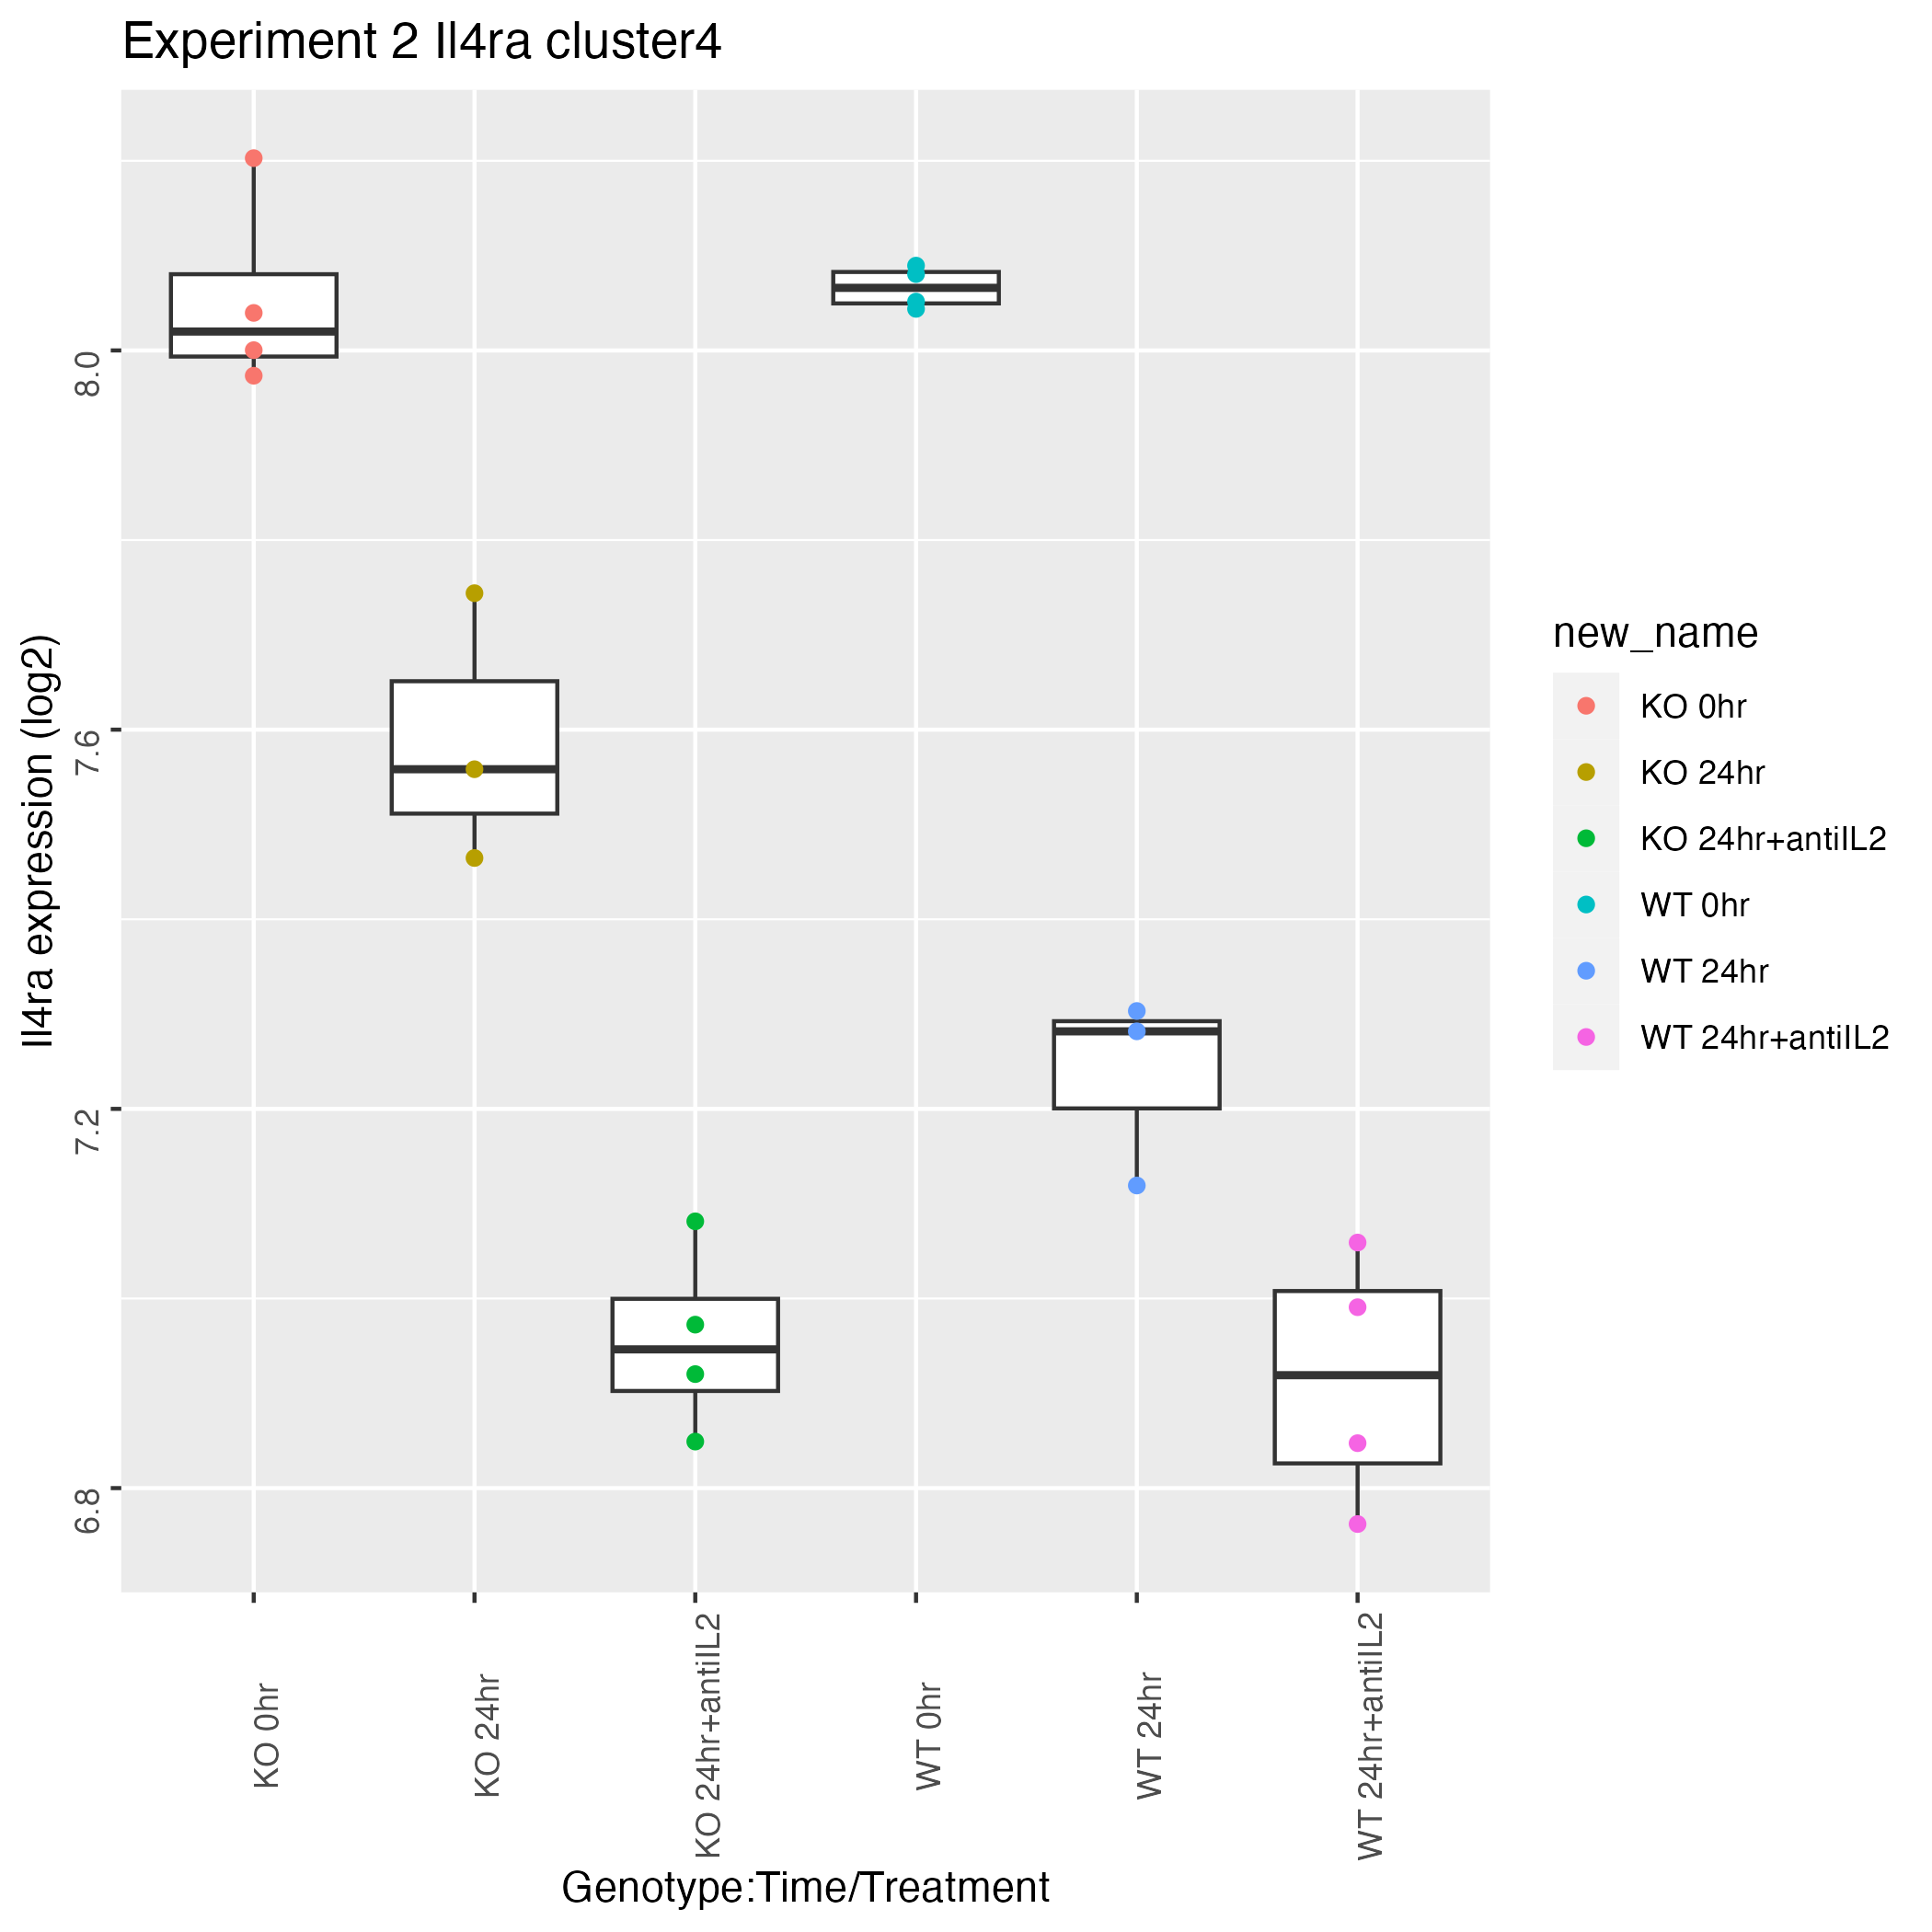 Experiment 2 Il4ra cluster4
Il4ra expression (log2)
8.0
7.6
7.2
6.8
KO 0hr
KO 24hr
KO 24hr+antiIL2
WT 0hr
WT 24hr
WT 24hr+antiIL2
Genotype:Time/Treatment
new_name
KO 0hr
KO 24hr
KO 24hr+antiIL2
WT 0hr
WT 24hr
WT 24hr+antiIL2